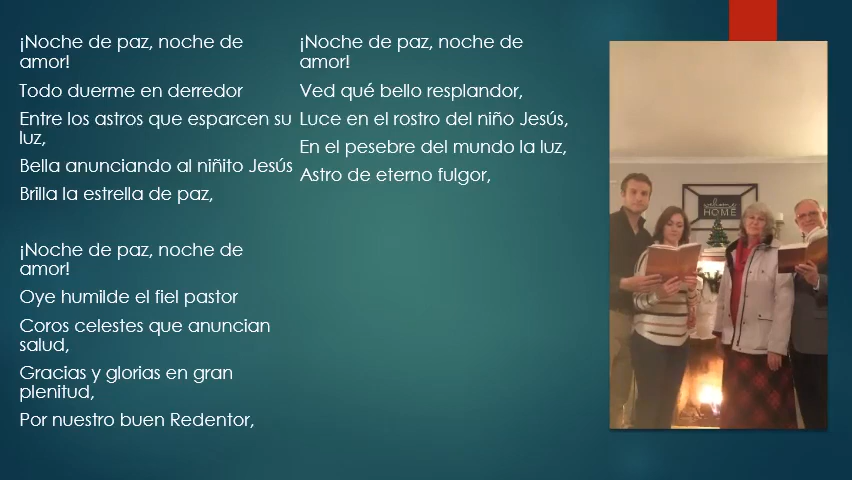 ¡Noche de paz, noche de
amor!
Todo duerme en derredor
Entre los astros que esparcen su
luz,
Bella anunciando al niñito Jesús
Brilla la estrella de paz,
¡Noche de paz, noche de
amor!
Oye humilde el fiel pastor
Coros celestes que anuncian
salud,
Gracias y glorias en gran
plenitud,
Por nuestro buen Redentor,
¡Noche de paz, noche de
amor!
Ved qué bello resplandor,
Luce en el rostro del niño Jesús,
En el pesebre del mundo la luz,
Astro de eterno fulgor,
welcome
HOME